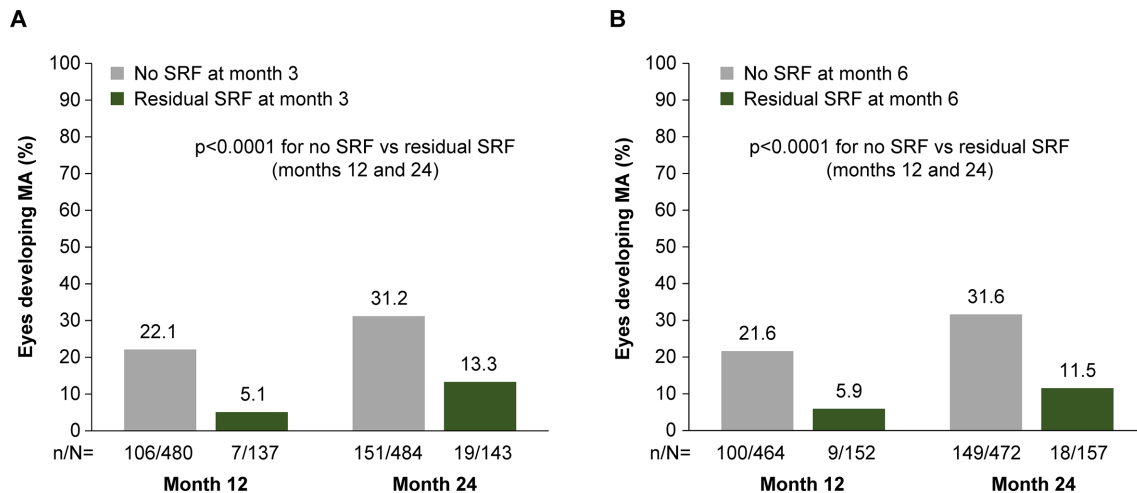 A
Eyes developing MA (%)
100
90
80
70
60
50
40
30
20
10
0
No SRF at month 3
Residual SRF at month 3
p<0.0001 for no SRF vs residual SRF
(months 12 and 24)
22.1
5.1
31.2
13.3
n/N= 106/480 7/137 151/484 19/143
Month 12 Month 24
B
Eyes developing MA (%)
100
90
80
70
60
50
40
30
20
10
0
No SRF at month 6
Residual SRF at month 6
p<0.0001 for no SRF vs residual SRF
(months 12 and 24)
21.6
5.9
31.6
11.5
n/N= 100/464 9/152 149/472 18/157
Month 12 Month 24